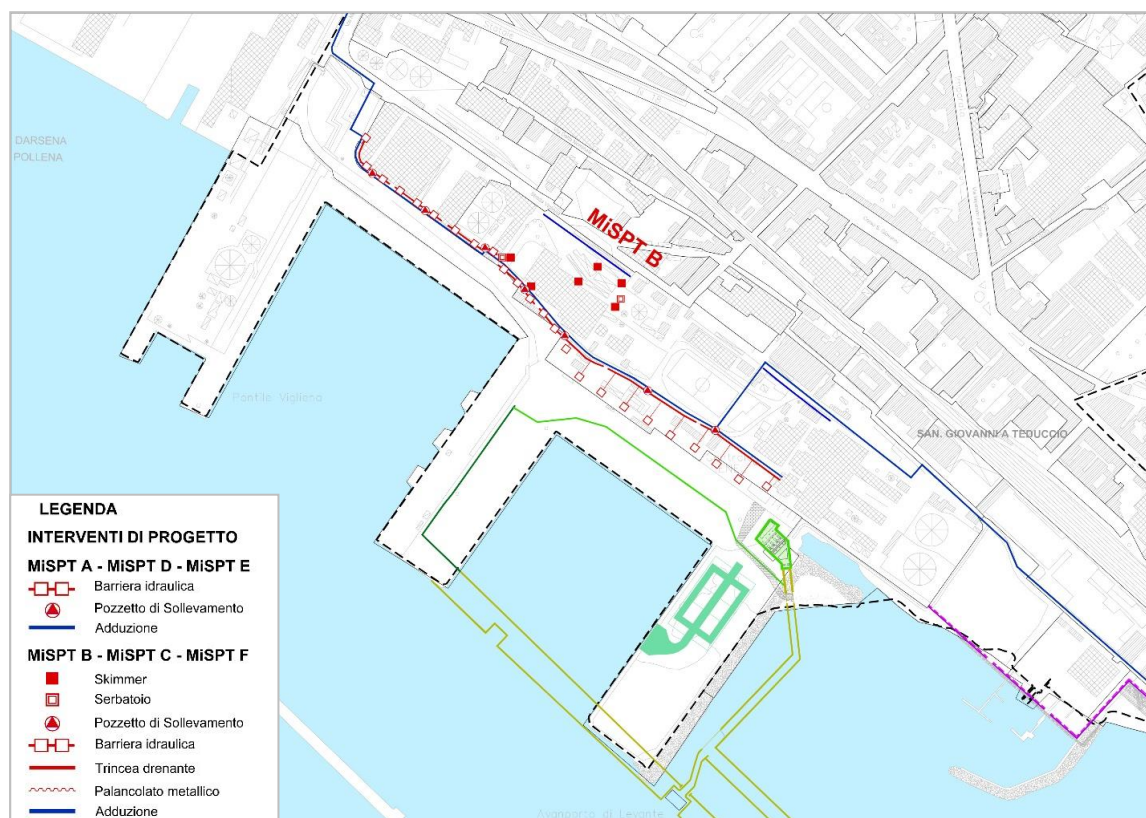 DARSENA
POLLENA
MiSPT B
Pontile Vigliena
SAN. GIOVANNI A TEDUCCIO
Avamporto di Levante
LEGENDA
INTERVENTI DI PROGETTO
MiSPT A - MiSPT D - MiSPT E
Barriera idraulica
Pozzetto di Sollevamento
Adduzione
MiSPT B - MiSPT C - MiSPT F
Skimmer
Serbatoio
Pozzetto di Sollevamento
Barriera idraulica
Trincea drenante
Palancolato metallico
Adduzione